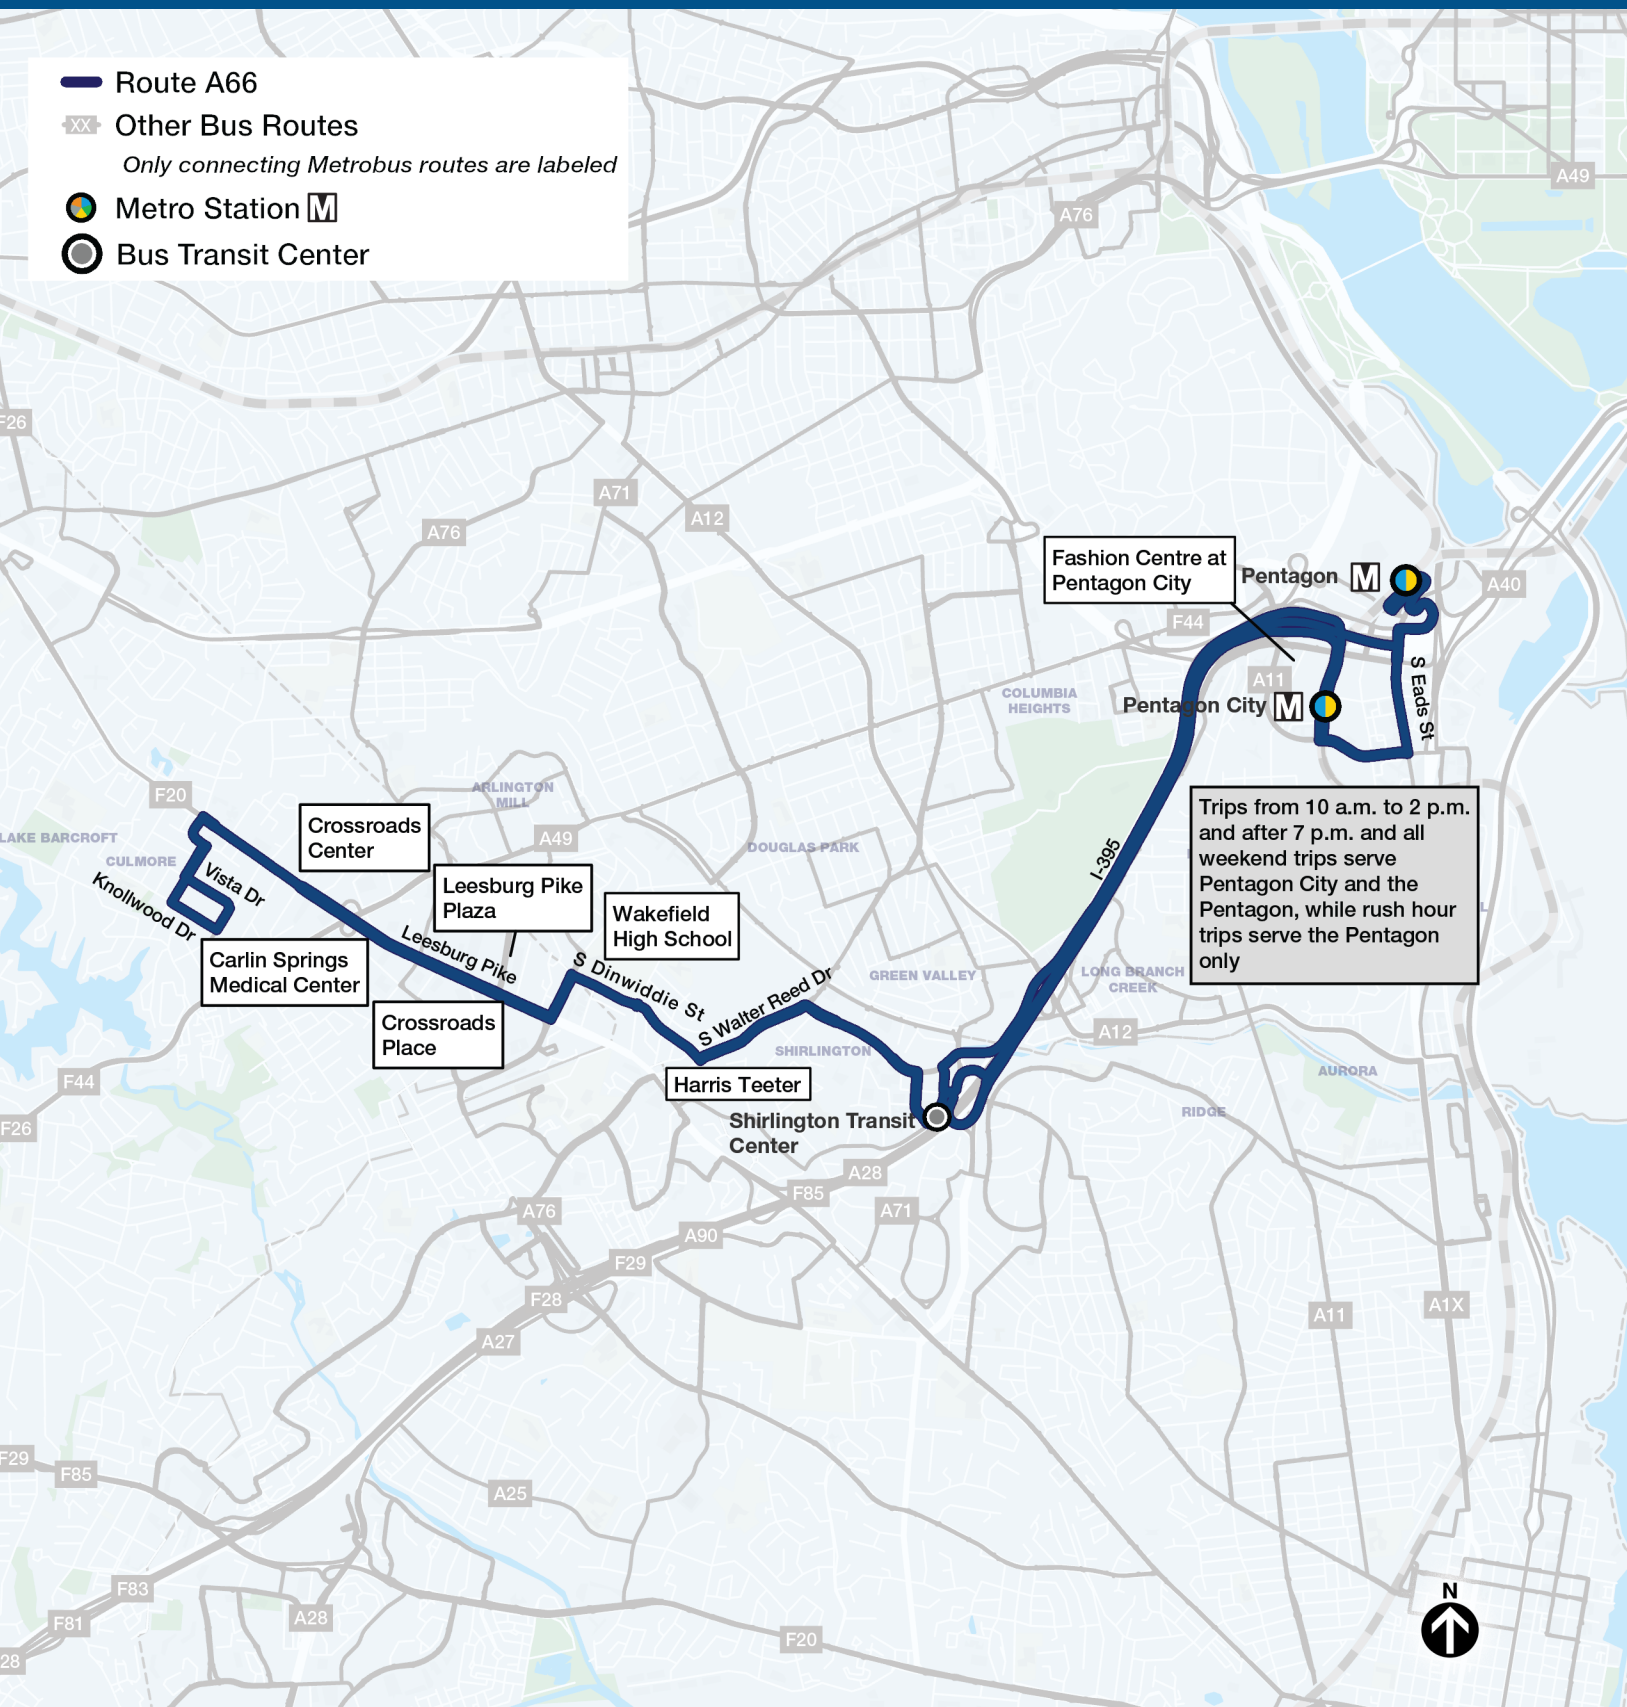 Route A66
XX
Other Bus Routes
Only connecting Metrobus routes are labeled
Metro Station M
Bus Transit Center
A49
A76
F26
A71
A76
A12
Fashion Centre at
Pentagon City
Pentagon M
A40
F44
A11
S Eads St
COLUMBIA
HEIGHTS
Pentagon City M
F20
ARLINGTON
MILL
LAKE BARCROFT
CULMORE
Crossroads
Center
A49
DOUGLAS PARK
Trips from 10 a.m. to 2 p.m.
and after 7 p.m. and all
weekend trips serve
Pentagon City and the
Pentagon, while rush hour
trips serve the Pentagon
only
I-395
Vista Dr
Knollwood Dr
Leesburg Pike
Plaza
Wakefield
High School
Leesburg Pike
Carlin Springs
Medical Center
S Dinwiddie St
S Walter Reed Dr
GREEN VALLEY
LONG BRANCH
CREEK
Crossroads
Place
SHIRLINGTON
A12
F44
Harris Teeter
AURORA
RIDGE
F26
Shirlington Transit
Center
A28
F85
A71
A76
A90
F29
F28
A27
A11
A1X
F29
F85
A25
F83
F81
A28
F20
28
N